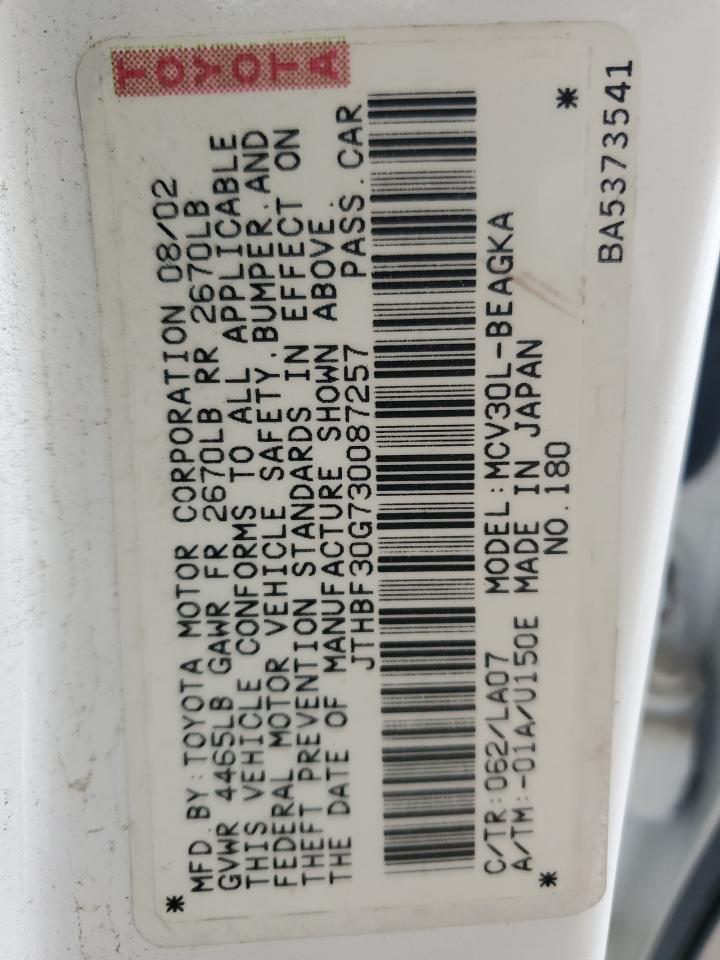 TOYOTA
*MFD.BY:TOYOTA MOTOR CORPORATION 08/02
GVWR 4465LB GAWR FR 2670LB RR 2670LB
THIS VEHICLE CONFORMS TO ALL APPLICABLE
FEDERAL MOTOR VEHICLE SAFETY,BUMPER,AND
THEFT PREVENTION STANDARDS IN EFFECT ON
THE DATE OF MANUFACTURE SHOWN ABOVE.
JTHBF30G730087257 PASS.CAR
C/TR:062/LA07 MODEL:MCV30L-BEAGKA
A/TM:-01A/U150E MADE IN JAPAN
* NO.180 *
BA5373541